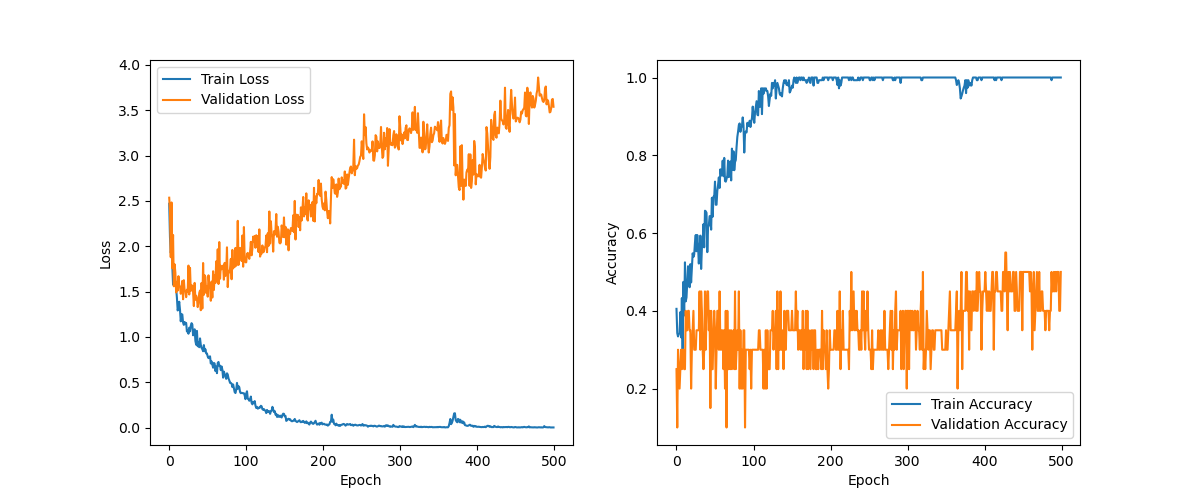 4.0
3.5
3.0
2.5
2.0
1.5
1.0
0.5
0.0
Loss
Train Loss
Validation Loss
0 100 200 300 400 500
Epoch
1.0
0.8
0.6
0.4
0.2
Accuracy
Train Accuracy
Validation Accuracy
0 100 200 300 400 500
Epoch